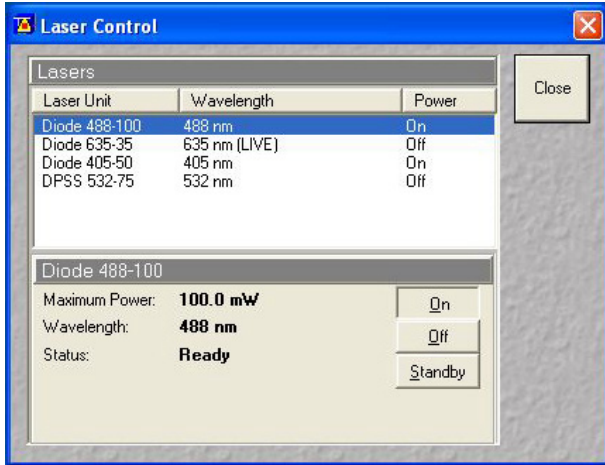 Laser Control
Close
Lasers
Laser Unit Wavelength Power
Diode 488-100 488 nm On
Diode 635-35 635 nm (LIVE) Off
Diode 405-50 405 nm On
DPSS 532-75 532 nm Off
Diode 488-100
Maximum Power: 100.0 mW
On
Wavelength: 488 nm
Off
Status: Ready
Standby